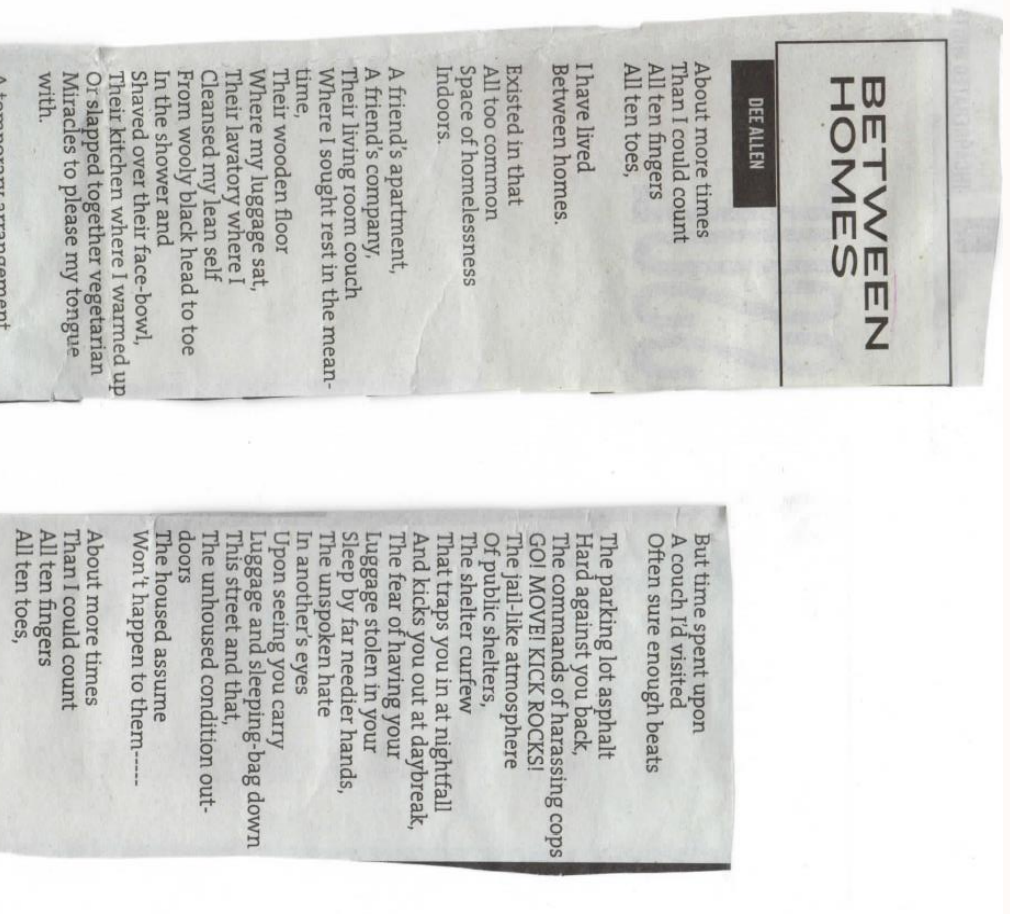 BETWEEN
HOMES
DEE ALLEN
About more times
Than I could count
All ten fingers
All ten toes,
I have lived
Between homes.
Existed in that
All too common
Space of homelessness
Indoors.
A friend's apartment,
A friend's company,
Their living room couch
Where I sought rest in the mean-
time,
Their wooden floor
Where my luggage sat,
Their lavatory where I
Cleansed my lean self
From wooly black head to toe
In the shower and
Shaved over their face-bowl,
Their kitchen where I warmed up
Or slapped together vegetarian
Miracles to please my tongue
with.
A temporary arrangement
But time spent upon
A couch I'd visited
Often sure enough beats
The parking lot asphalt
Hard against you back,
The commands of harassing cops
GO! MOVE! KICK ROCKS!
The jail-like atmosphere
Of public shelters,
The shelter curfew
That traps you in at nightfall
And kicks you out at daybreak,
The fear of having your
Luggage stolen in your
Sleep by far needier hands,
The unspoken hate
In another's eyes
Upon seeing you carry
Luggage and sleeping-bag down
This street and that,
The unhoused condition out-
doors
The housed assume
Won't happen to them-----
About more times
Than I could count
All ten fingers
All ten toes,